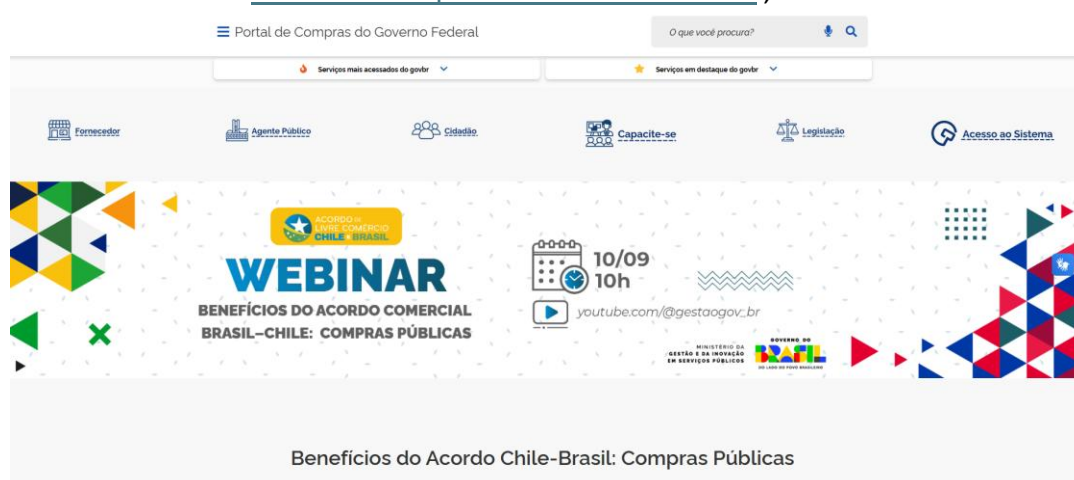 Portal de Compras do Governo Federal
O que você procura?
Serviços mais acessados do govbr
Serviços em destaque do govbr
Fornecedor
Agente Público
Cidadão
Capacite-se
Legislação
Acesso ao Sistema
ACORDO DE
LIVRE COMÉRCIO
CHILE-BRASIL
WEBINAR
BENEFÍCIOS DO ACORDO COMERCIAL
BRASIL–CHILE: COMPRAS PÚBLICAS
10/09
10h
youtube.com/@gestaogov_br
MINISTÉRIO DA
GESTÃO E DA INOVAÇÃO
EM SERVIÇOS PÚBLICOS
GOVERNO DO
BRASIL
DO LADO DO POVO BRASILEIRO
Benefícios do Acordo Chile-Brasil: Compras Públicas